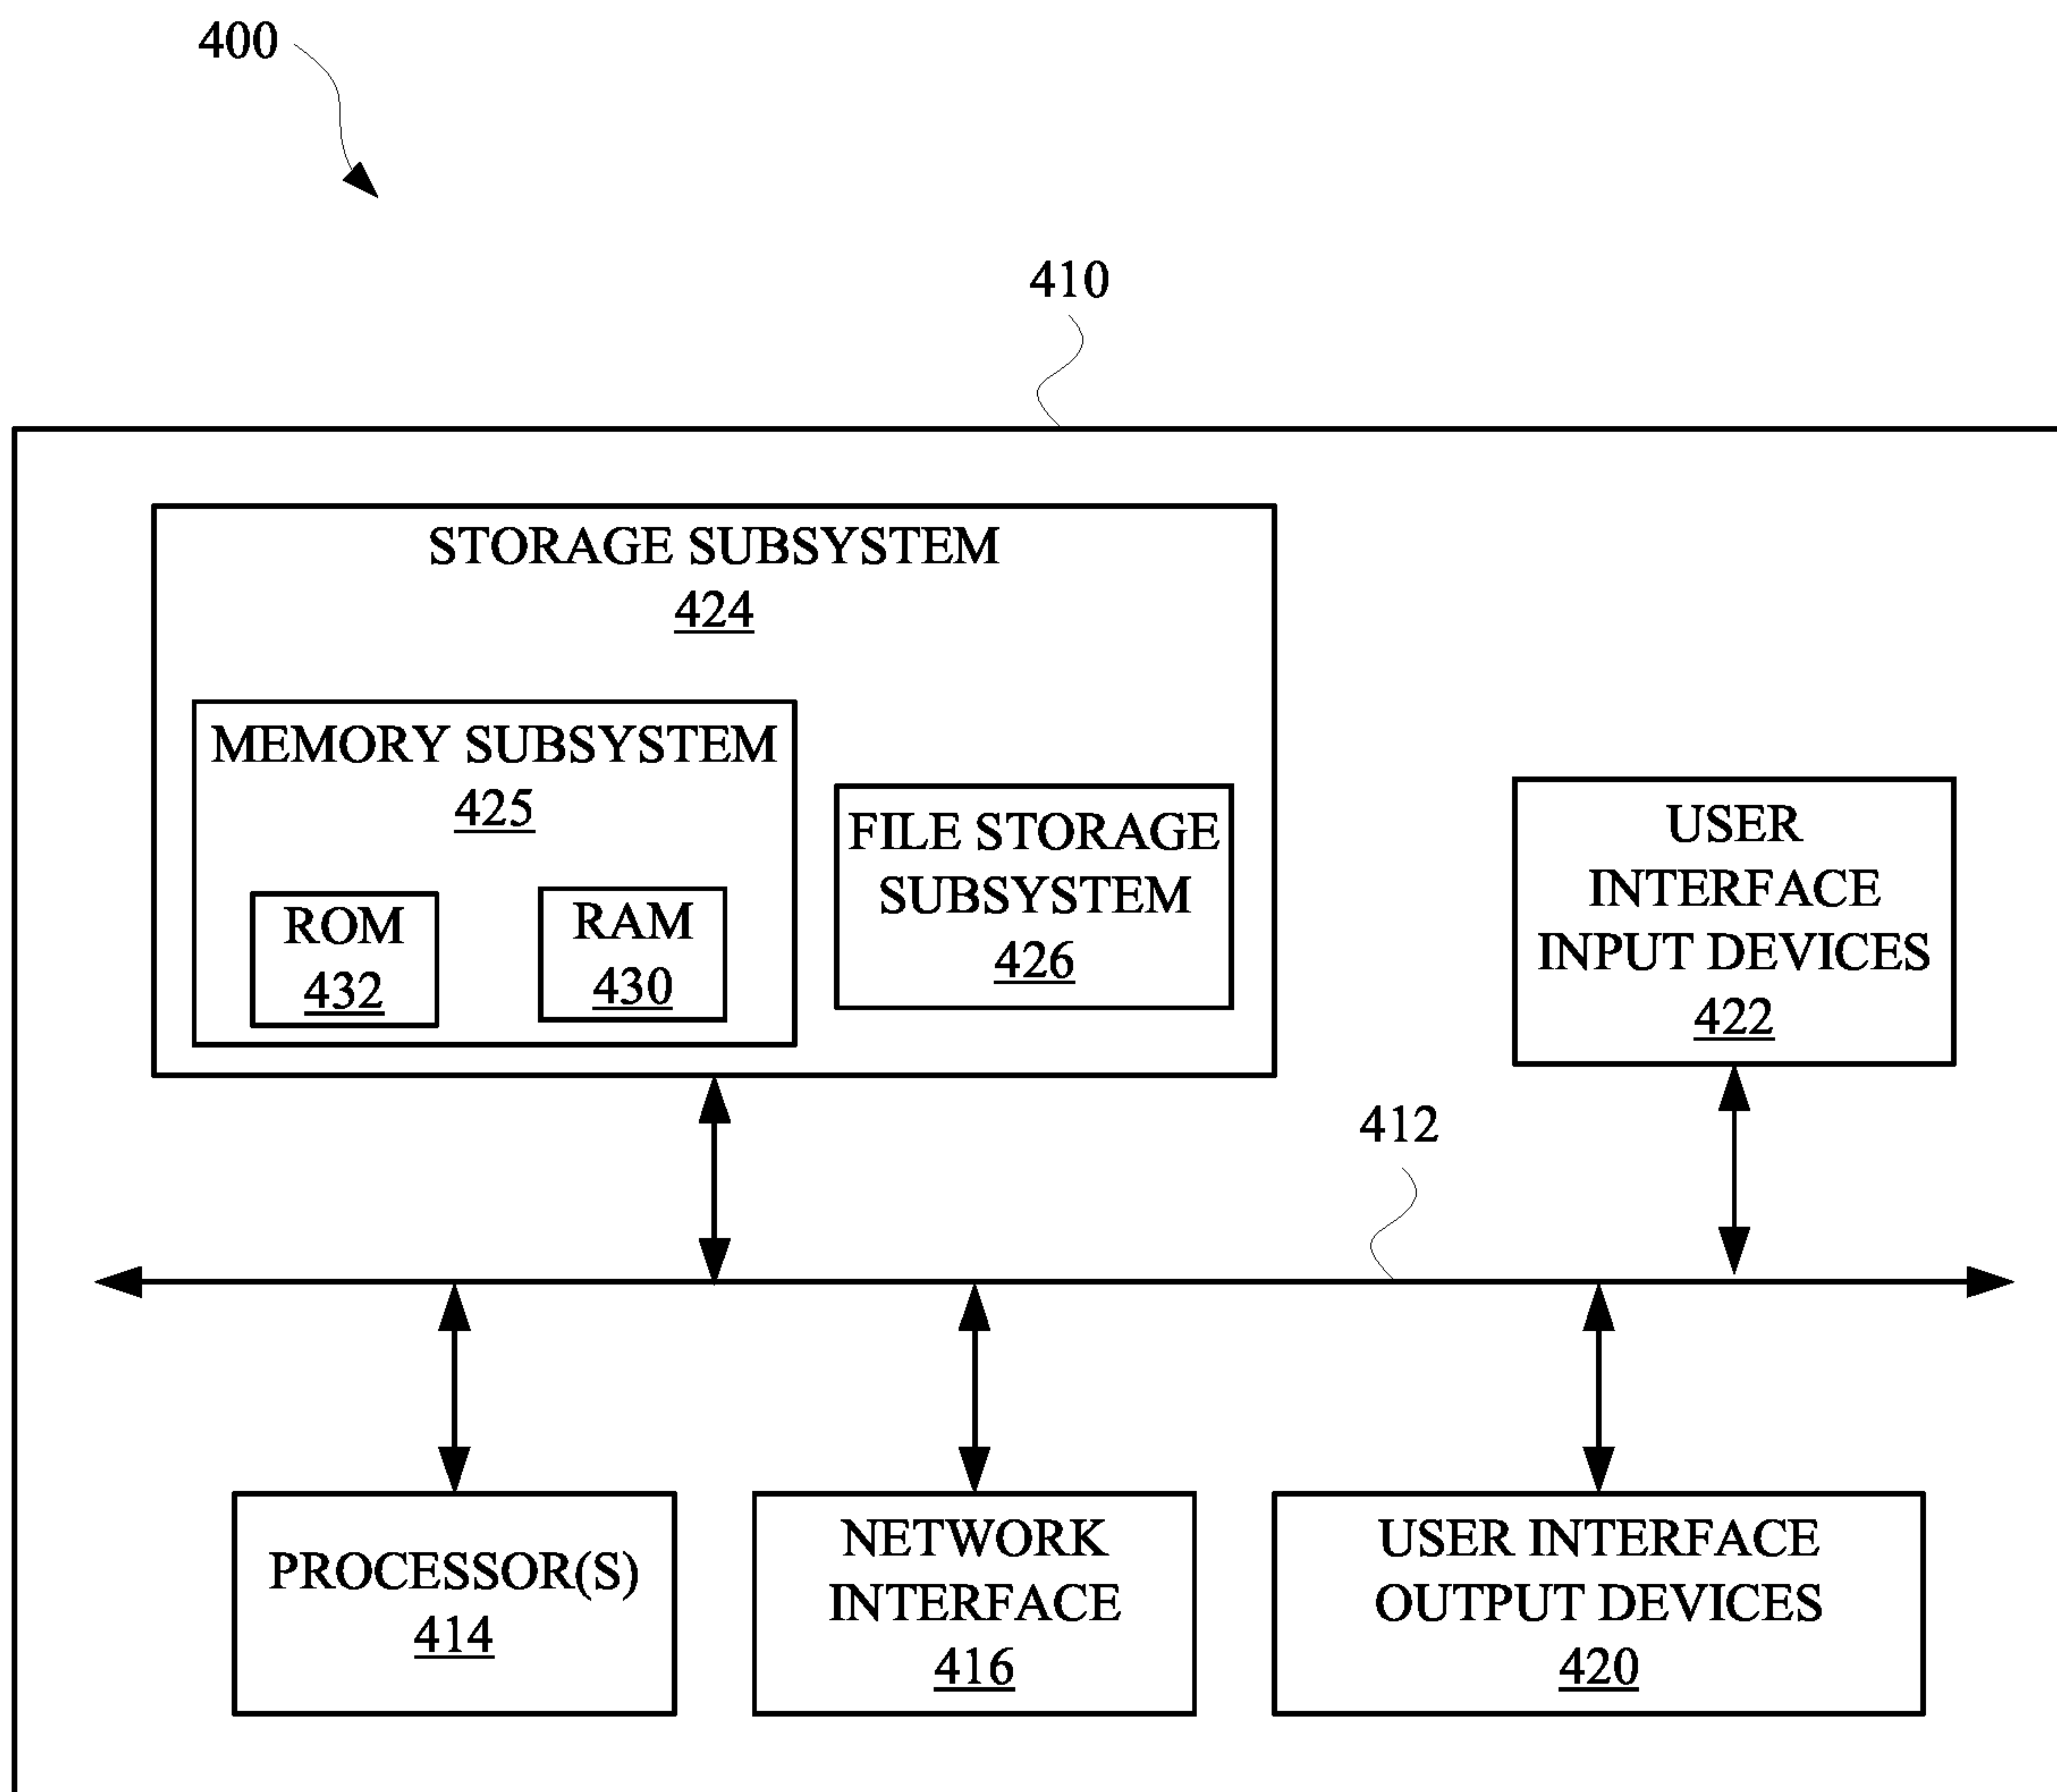 400
410
STORAGE SUBSYSTEM
424
MEMORY SUBSYSTEM
425
ROM
432
RAM
430
FILE STORAGE
SUBSYSTEM
426
USER
INTERFACE
INPUT DEVICES
422
412
PROCESSOR(S)
414
NETWORK
INTERFACE
416
USER INTERFACE
OUTPUT DEVICES
420